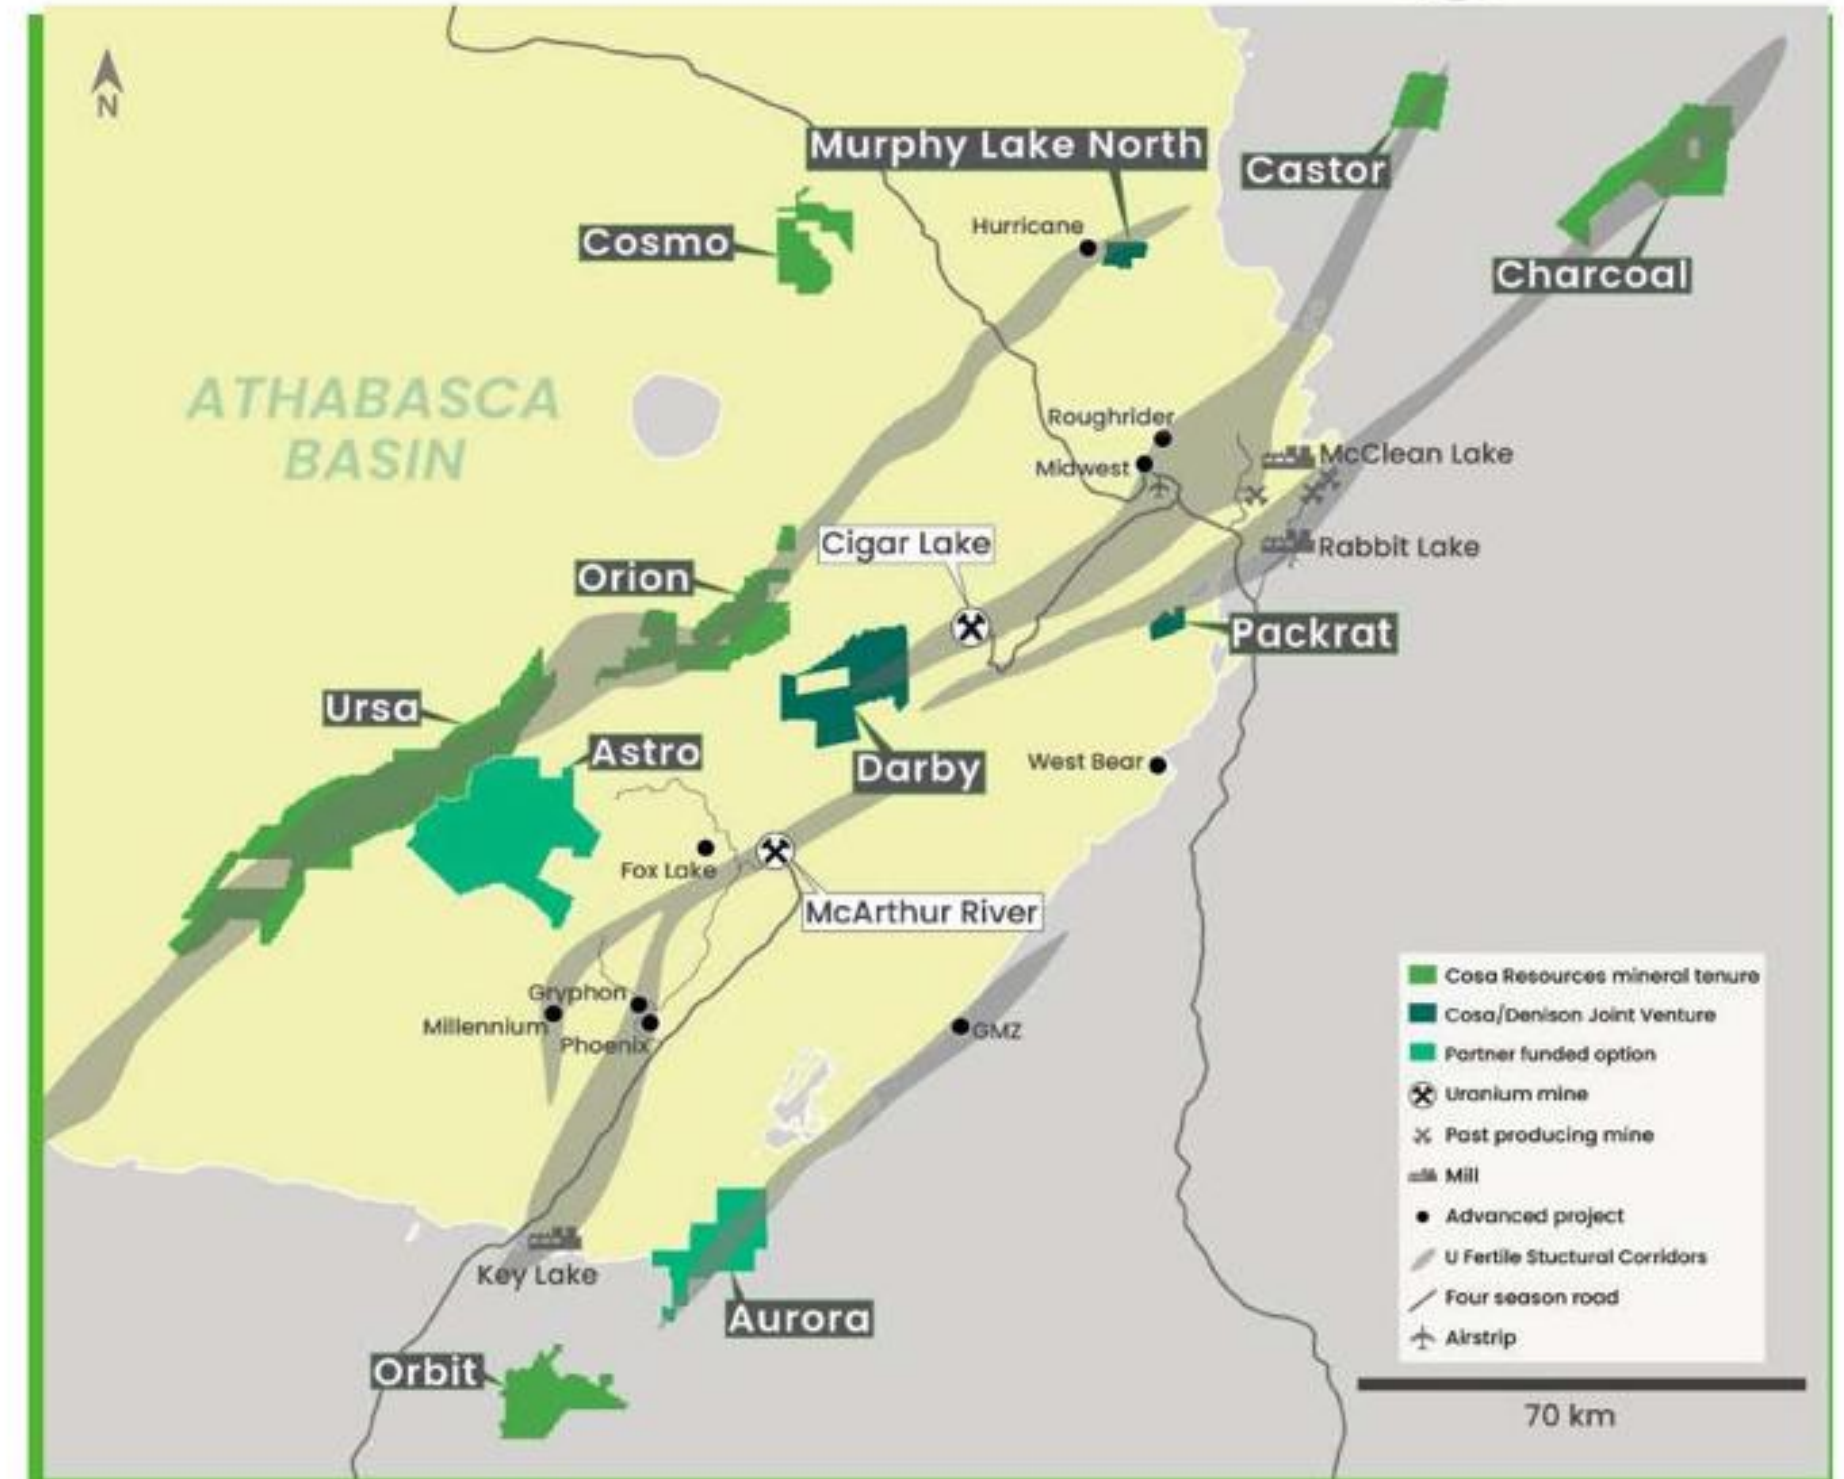 N
Murphy Lake North
Castor
Cosmo
Hurricane
Charcoal
ATHABASCA
BASIN
Roughrider
Midwest
McClean Lake
Cigar Lake
Rabbit Lake
Orion
Packrat
Ursa
Astro
Darby
West Bear
Fox Lake
McArthur River
Gryphon
Millennium
Phoenix
GMZ
Key Lake
Aurora
Orbit
Cosa Resources mineral tenure
Cosa/Denison Joint Venture
Partner funded option
Uranium mine
Past producing mine
Mill
Advanced project
U Fertile Stuctural Corridors
Four season road
Airstrip
70 km